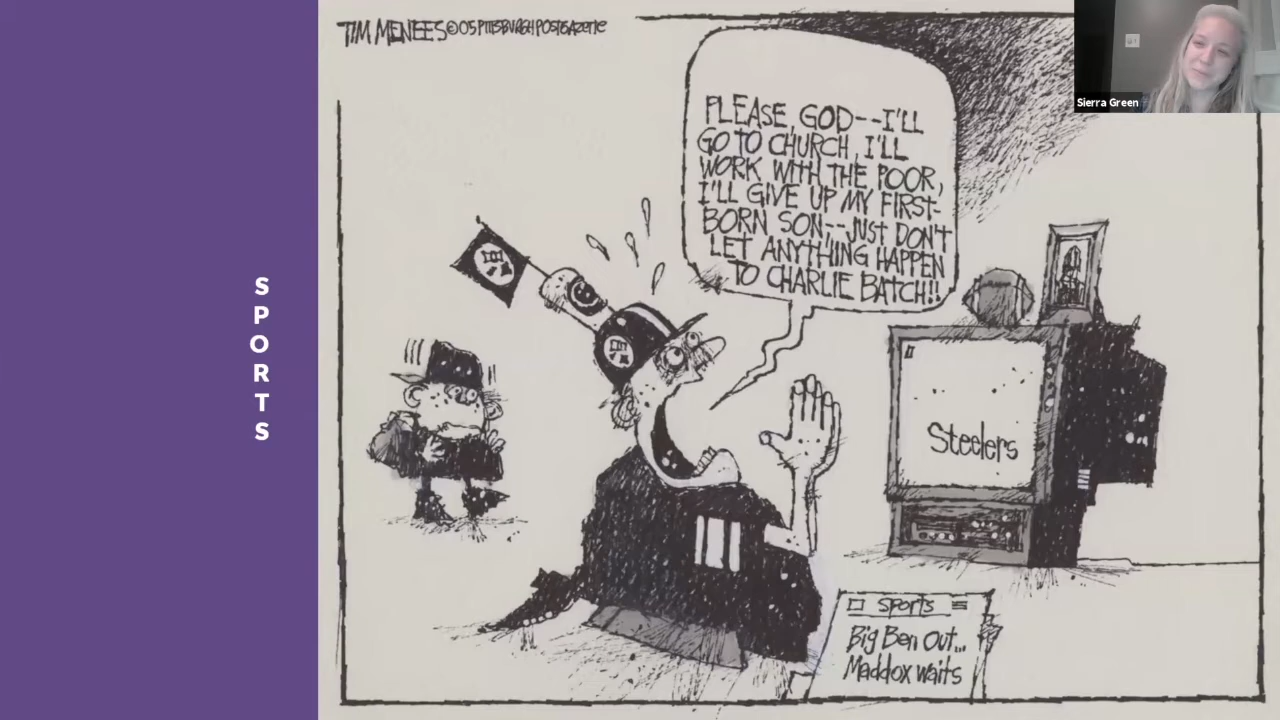 TIM MENEES©05 PITTSBURGH POST-GAZETTE
PLEASE, GOD--I'LL
GO TO CHURCH, I'LL
WORK WITH THE POOR,
I'LL GIVE UP MY FIRST-
BORN SON--JUST DON'T
LET ANYTHING HAPPEN
TO CHARLIE BATCH!!
Sierra Green
SPORTS
Steelers
Sports
Big Ben Out...
Maddox waits